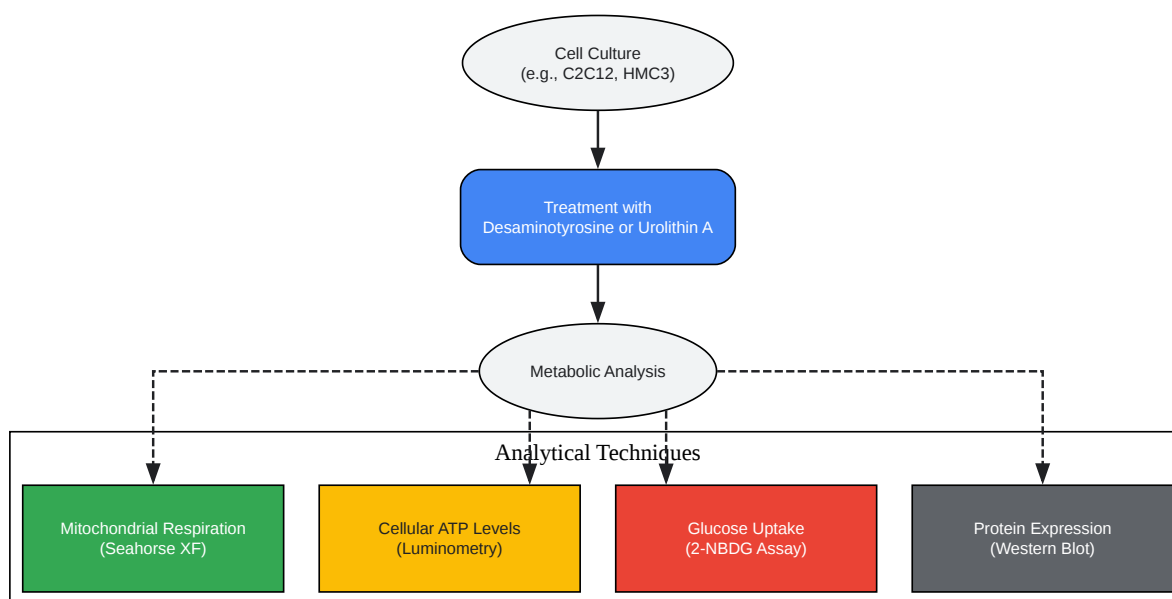 Cell Culture
(e.g., C2C12, HMC3)
Treatment with
Desaminotyrosine or Urolithin A
Metabolic Analysis
Analytical Techniques
Mitochondrial Respiration
(Seahorse XF)
Cellular ATP Levels
(Luminometry)
Glucose Uptake
(2-NBDG Assay)
Protein Expression
(Western Blot)